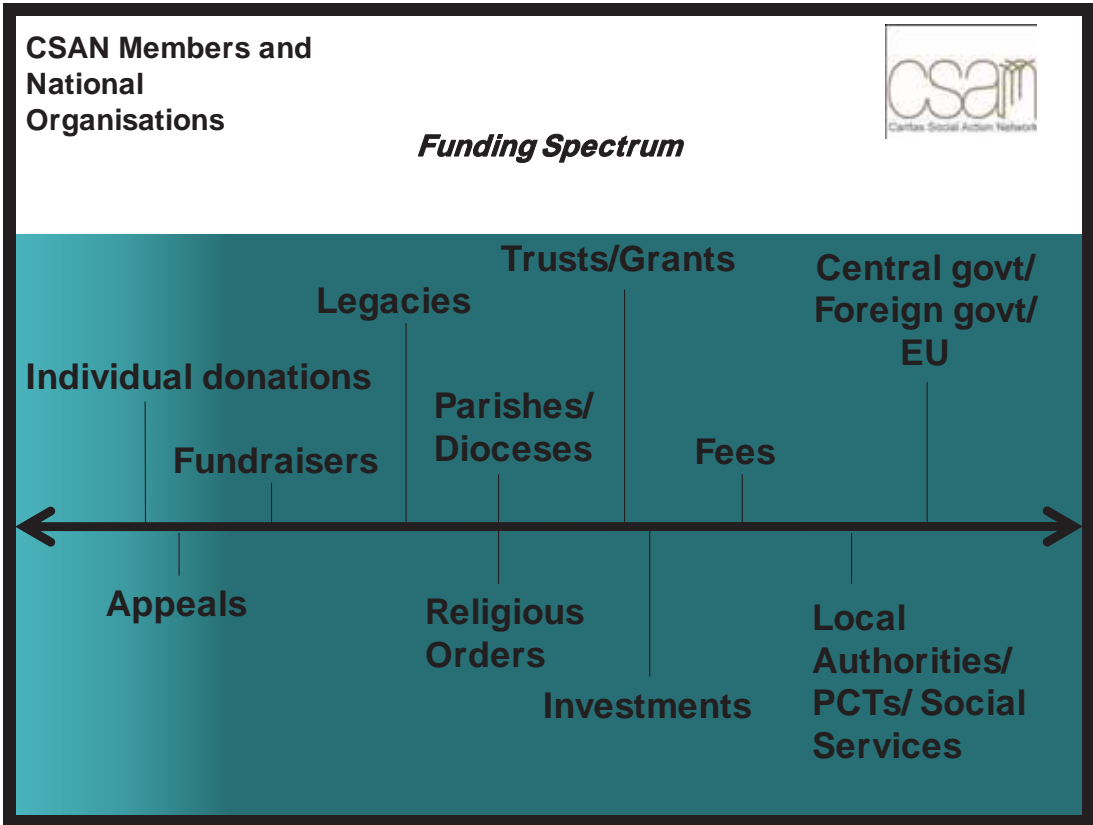 CSAN Members and
National
Organisations
csan
Caritas Social Action Network
Funding Spectrum
Trusts/Grants
Central govt/
Foreign govt/
EU
Legacies
Individual donations
Parishes/
Dioceses
Fundraisers
Fees
Appeals
Religious
Orders
Local
Authorities/
PCTs/ Social
Services
Investments